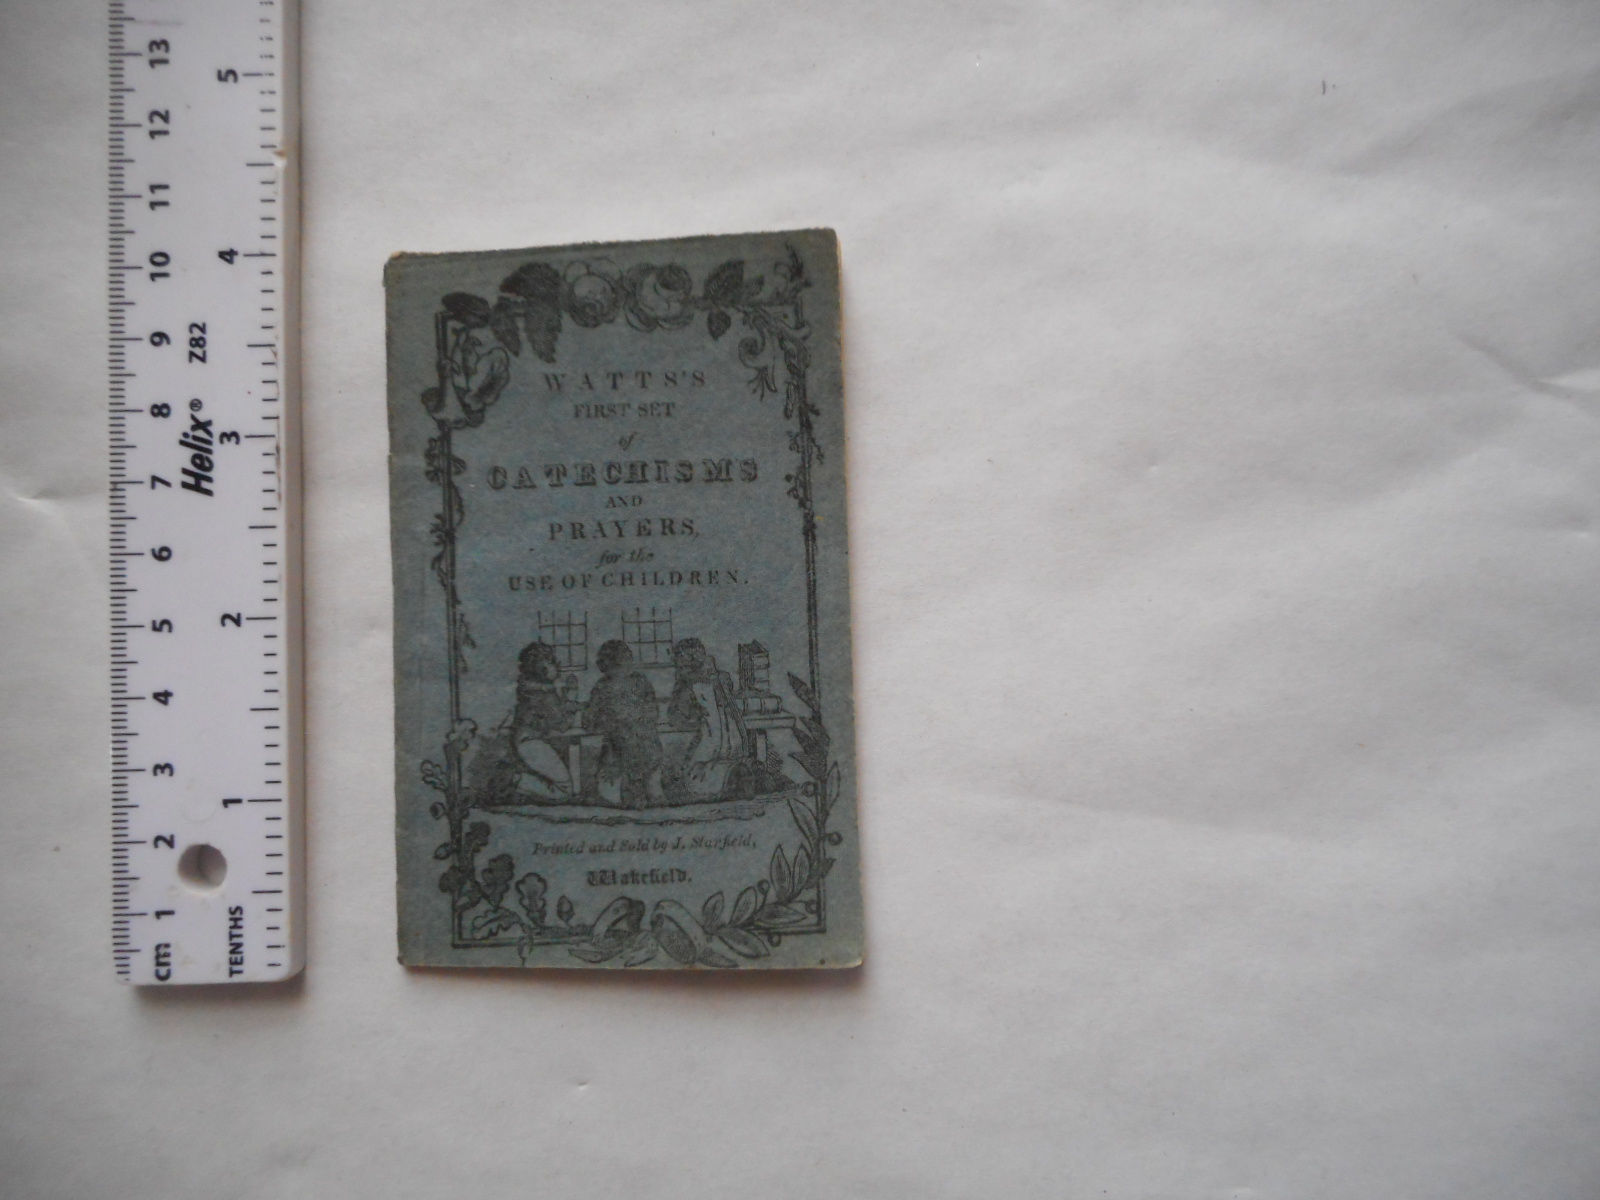 WATTS'S
FIRST SET
of
CATECHISMS
AND
PRAYERS,
for the
USE OF CHILDREN.
Printed and Sold by J. Stanfield,
Wakefield.
Helix® Z82
cm 1 2 3 4 5 6 7 8 9 10 11 12 13
TENTHS 1 2 3 4 5